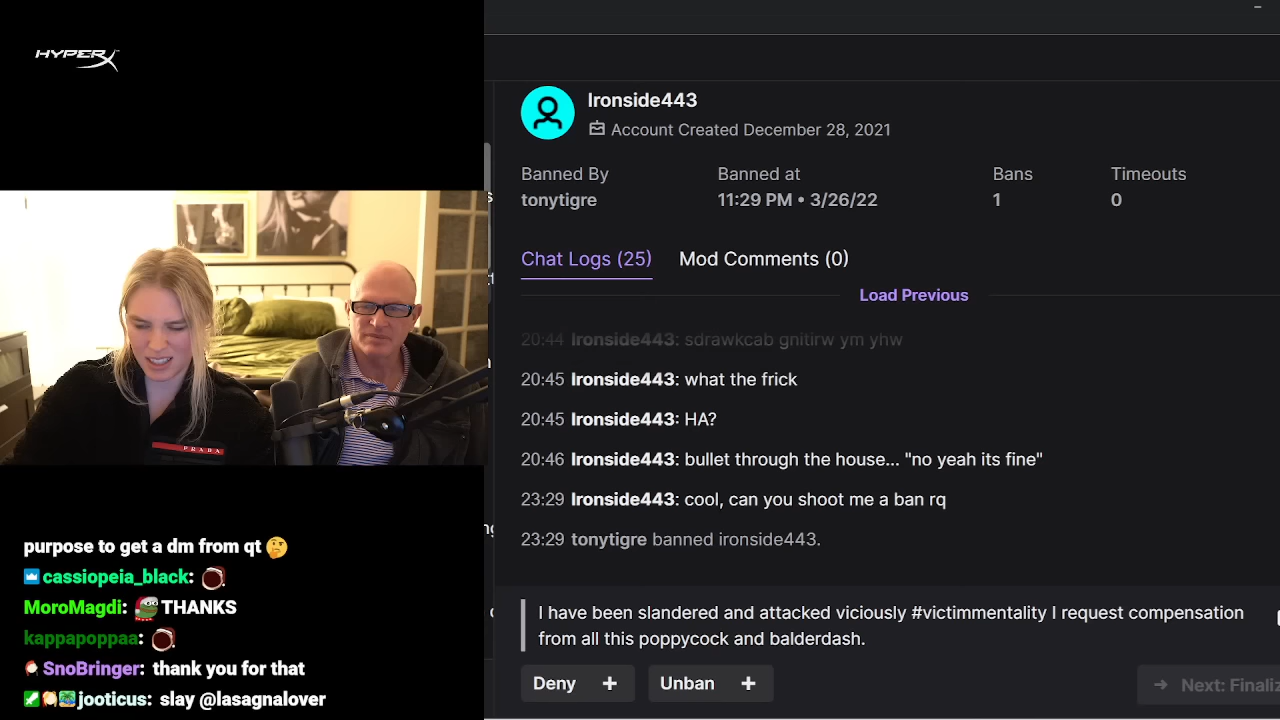 HYPERX
Ironside443
Account Created December 28, 2021
Banned By
Banned at
Bans
Timeouts
tonytigre
11:29 PM • 3/26/22
1
0
Chat Logs (25)
Mod Comments (0)
Load Previous
20:44 Ironside443: sdrawkcab gnitirw ym yhw
20:45 Ironside443: what the frick
20:45 Ironside443: HA?
20:46 Ironside443: bullet through the house... "no yeah its fine"
23:29 Ironside443: cool, can you shoot me a ban rq
23:29 tonytigre banned ironside443.
I have been slandered and attacked viciously #victimmentality I request compensation
from all this poppycock and balderdash.
Deny +
Unban +
Next:
PRADA
purpose to get a dm from qt 🤔
cassiopeia_black:
MoroMagdi: THANKS
kappapoppaa:
SnoBringer: thank you for that
jooticus: slay @lasagnalover